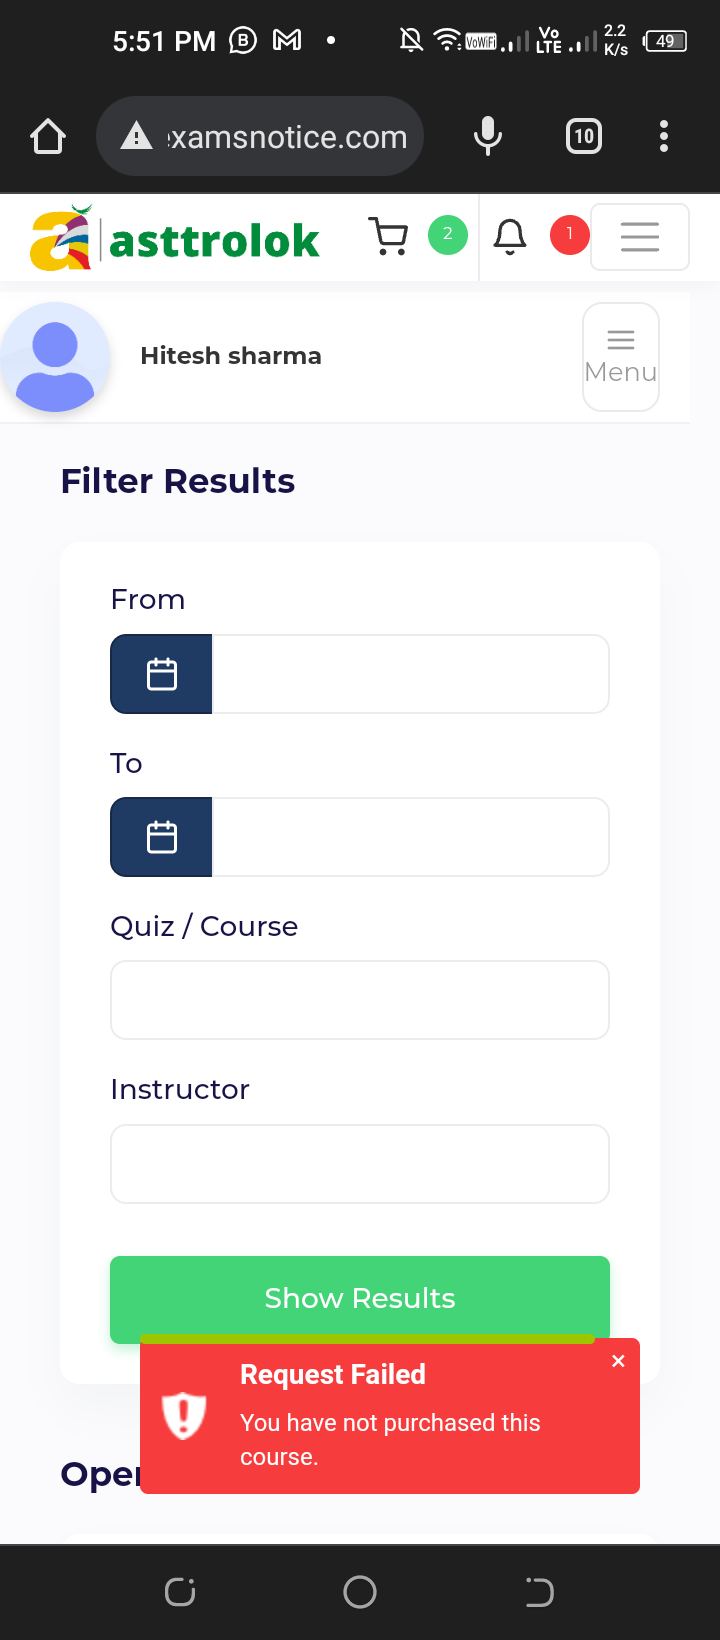 5:51 PM
VoWiFi
Vo
LTE
2.2
K/s
49
examsnotice.com
10
a|asttrolok
2
1
Hitesh sharma
Menu
Filter Results
From
To
Quiz / Course
Instructor
Show Results
Request Failed
You have not purchased this
course.
Oper